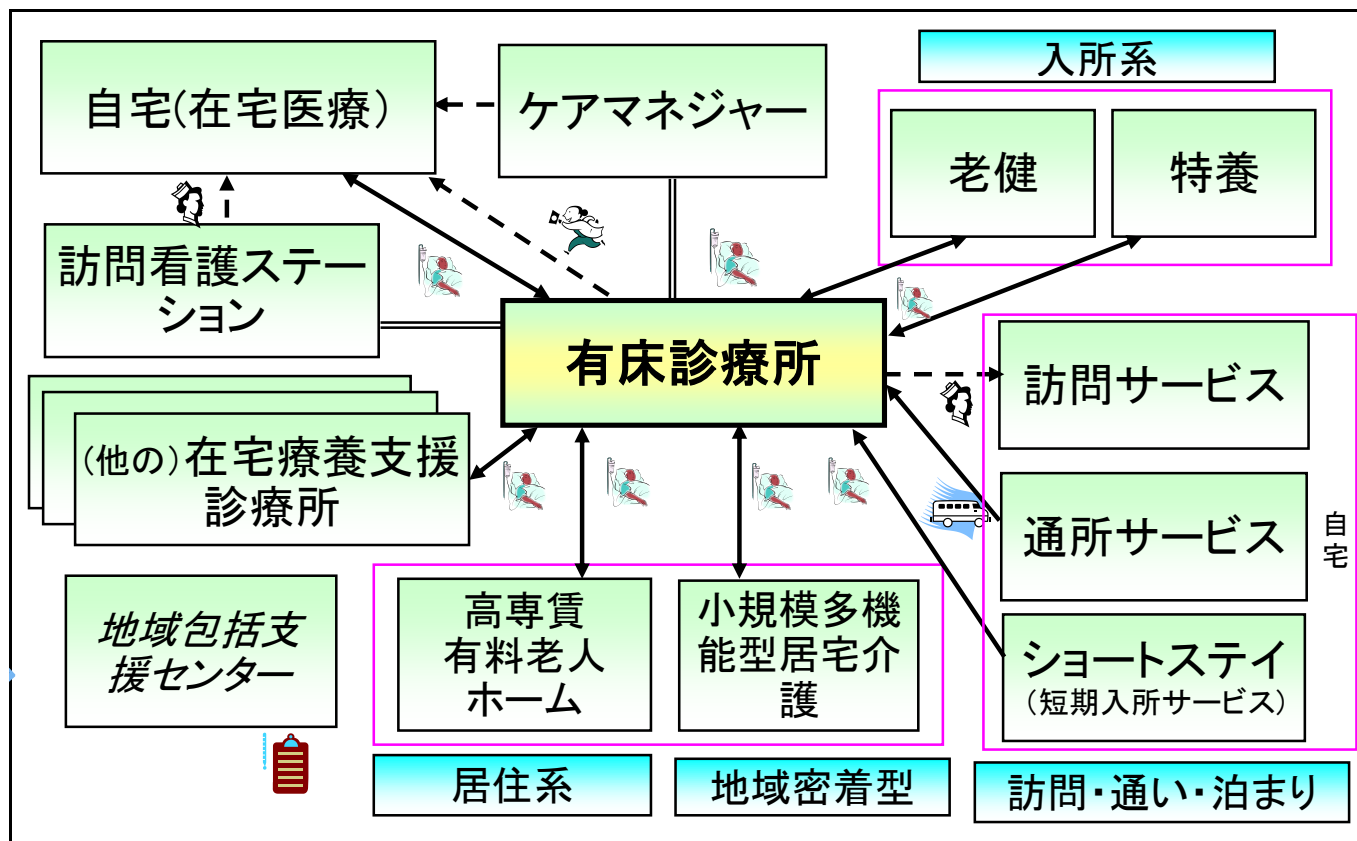 入所系
自宅(在宅医療)
ケアマネジャー
老健
特養
訪問看護ステー
ション
有床診療所
訪問サービス
(他の)在宅療養支援
診療所
通所サービス
自
宅
地域包括支
援センター
高専賃
有料老人
ホーム
小規模多機
能型居宅介
護
ショートステイ
(短期入所サービス)
居住系
地域密着型
訪問・通い・泊まり